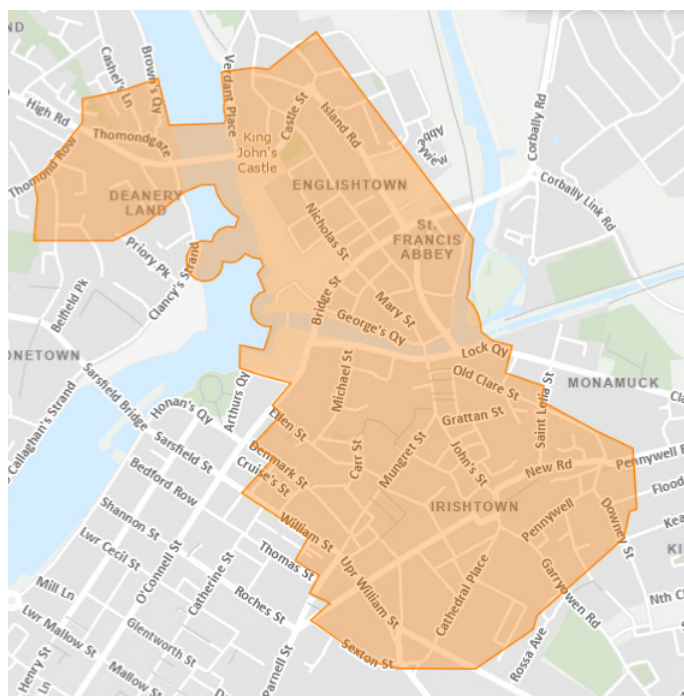 ND
Cashel's Ln
Brown's Qy
Verdant Place
High Rd
Castle St
Island Rd
King
John's
Castle
Abb
eyview
Corbally Rd
Thomondgate
Thomond Row
ENGLISHTOWN
Corbally Link Rd
DEANERY
LAND
Nicholas St
St.
FRANCIS
ABBEY
Priory Pk
Clancy's Strand
Belfield Pk
Bridge St
Mary St
George's Qy
Lock Qy
ONETOWN
Sarsfield Bridge
Michael St
Old Clare St
MONAMUCK
Saint Lelia St
Cla
O'Callaghan's Strand
Honan's Qy
Arthurs Qy
Ellen St
Grattan St
Sarsfield St
Denmark St
Carr St
Mungret St
John's St
New Rd
Pennywell R
Bedford Row
Cruise's St
Flood
Shannon St
William St
IRISHTOWN
Pennywell
Downey St
Kea
KI
Lwr Cecil St
O'Connell St
Catherine St
Thomas St
Upr William St
Cathedral Place
Garryowen Rd
Mill Ln
Roches St
Nth C
Lwr Mallow St
Glentworth St
Sexton St
Rossa Ave
Henry St
Mallow St
Parnell St